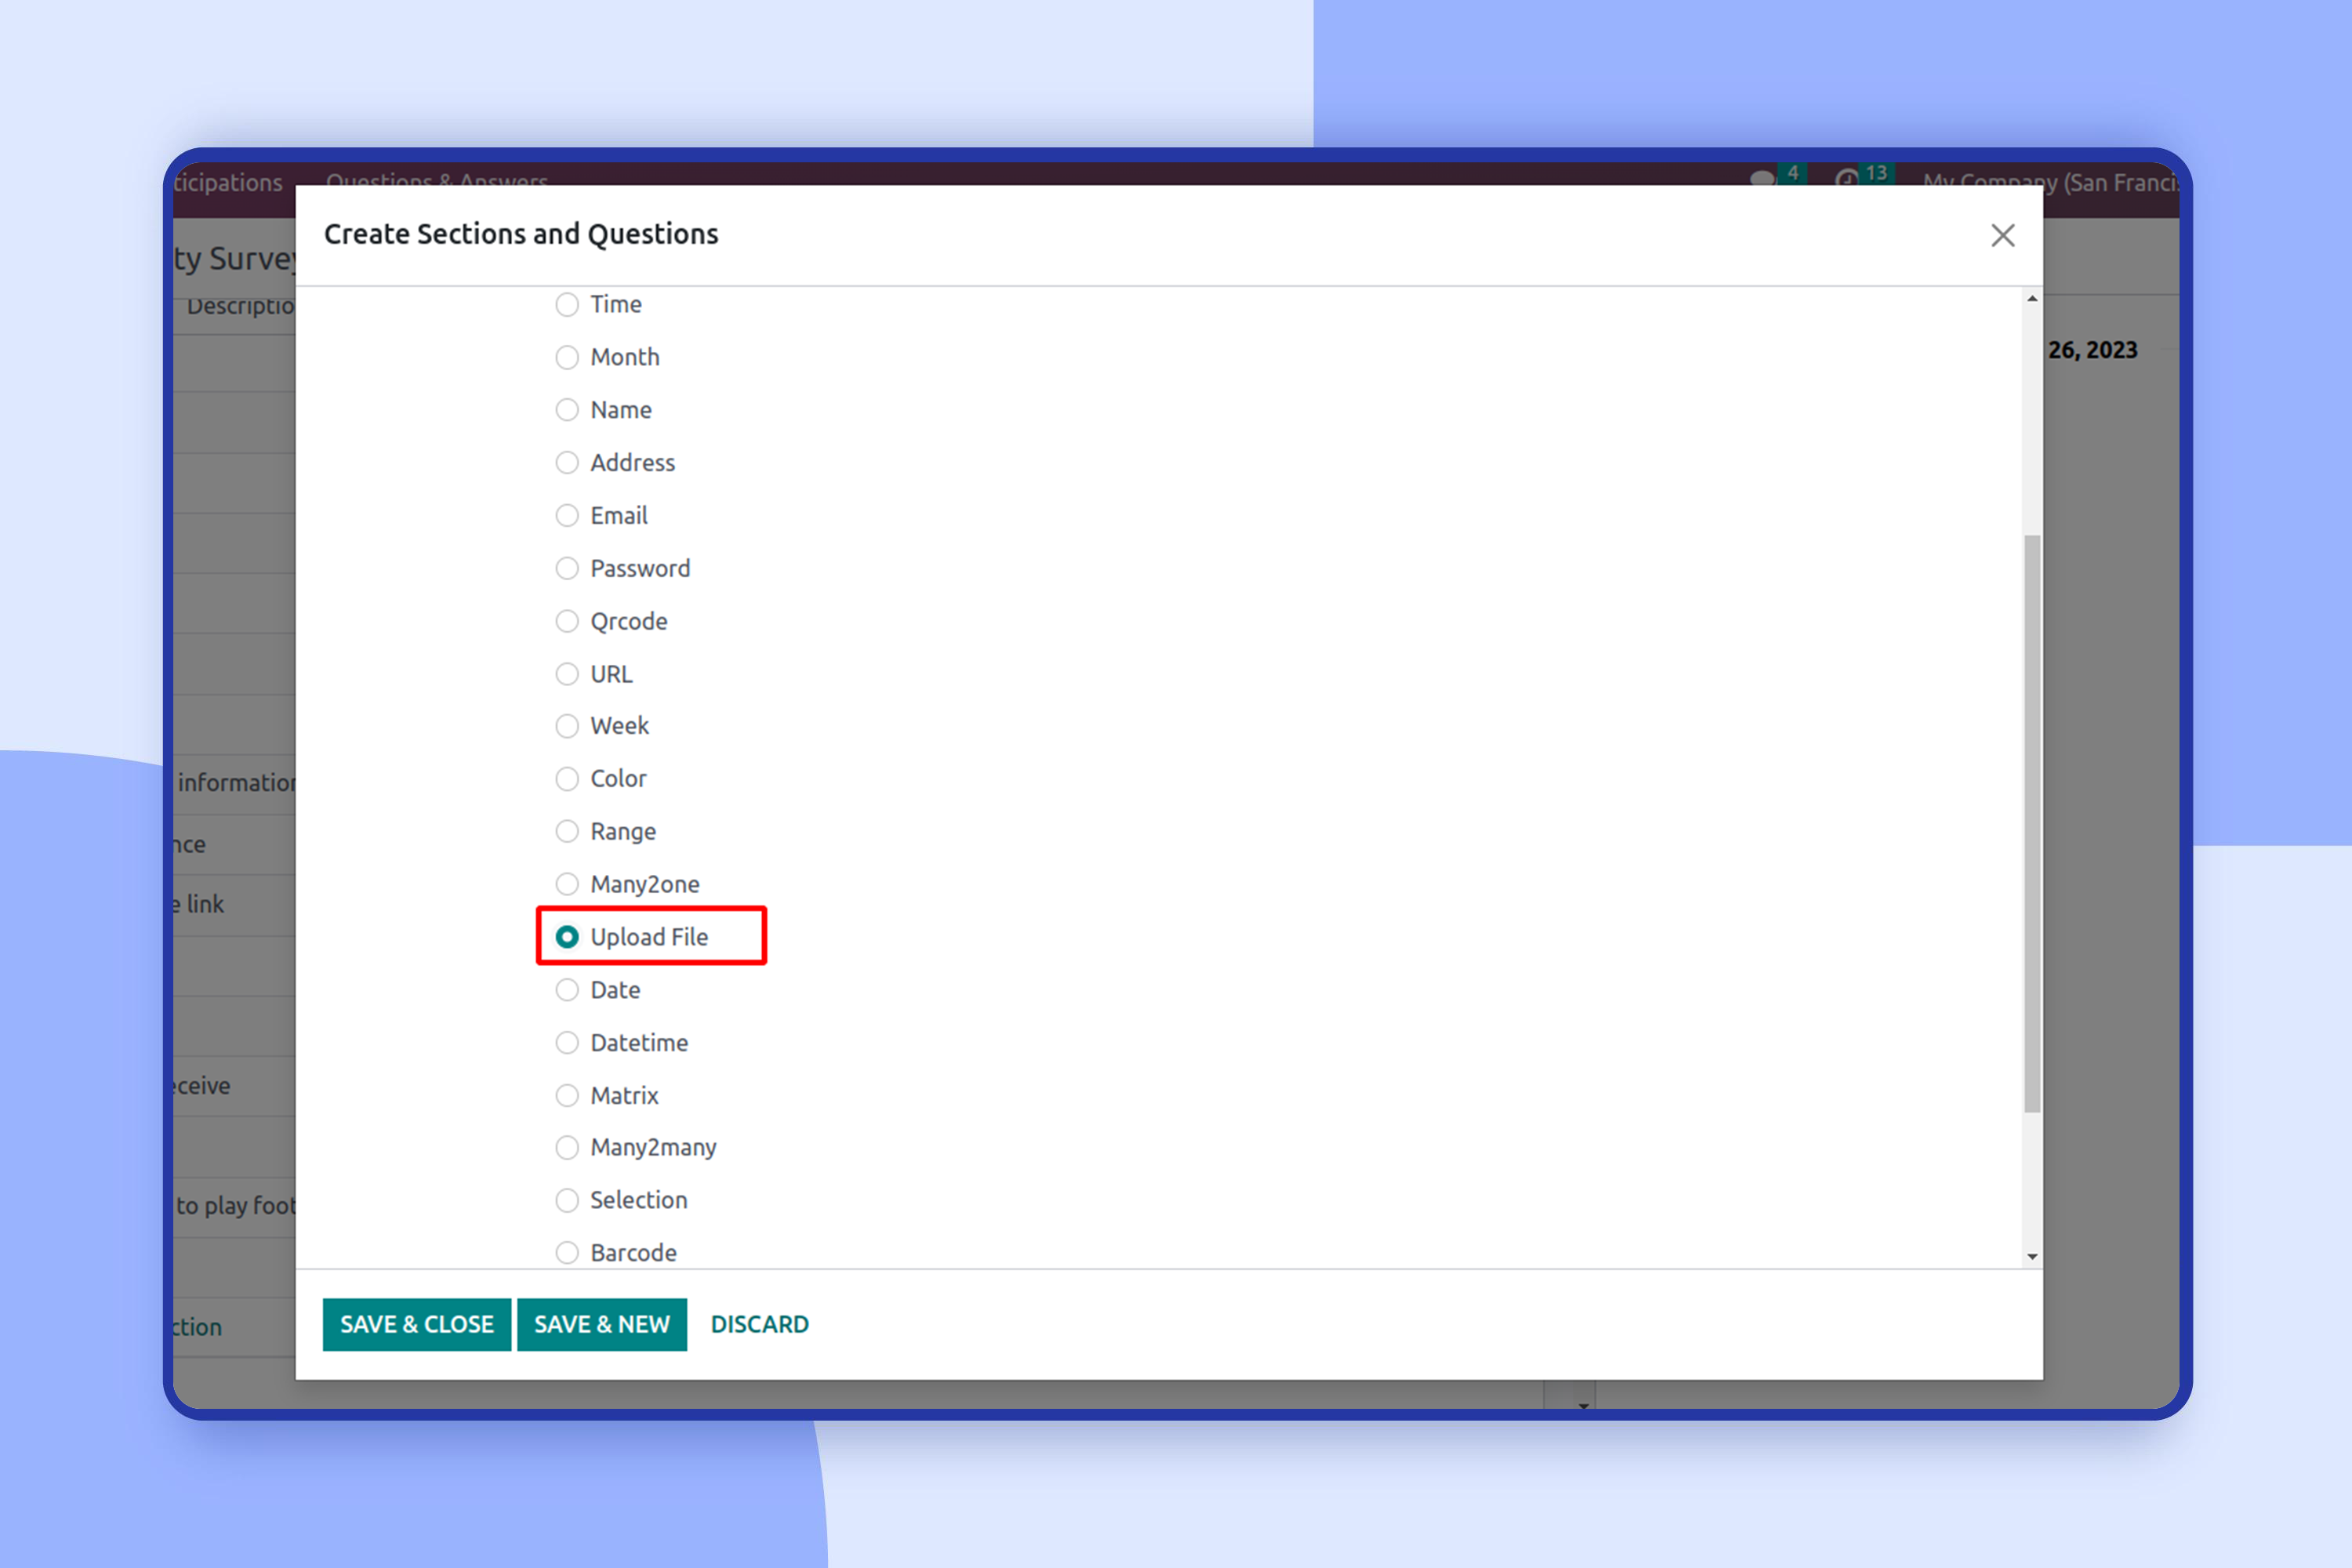 ticipations Questions & Answers 4 13 My Company (San Franci
Create Sections and Questions
ty Survey
Descriptio
26, 2023
Time
Month
Name
Address
Email
Password
Qrcode
URL
Week
Color
Range
Many2one
Upload File
Date
Datetime
Matrix
Many2many
Selection
Barcode
information
nce
e link
eceive
to play foot
ction
SAVE & CLOSE SAVE & NEW DISCARD